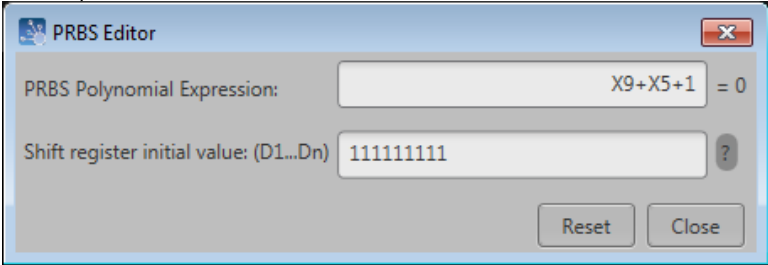 PRBS Editor
PRBS Polynomial Expression: X9+X5+1 = 0
Shift register initial value: (D1...Dn) 111111111 ?
Reset Close